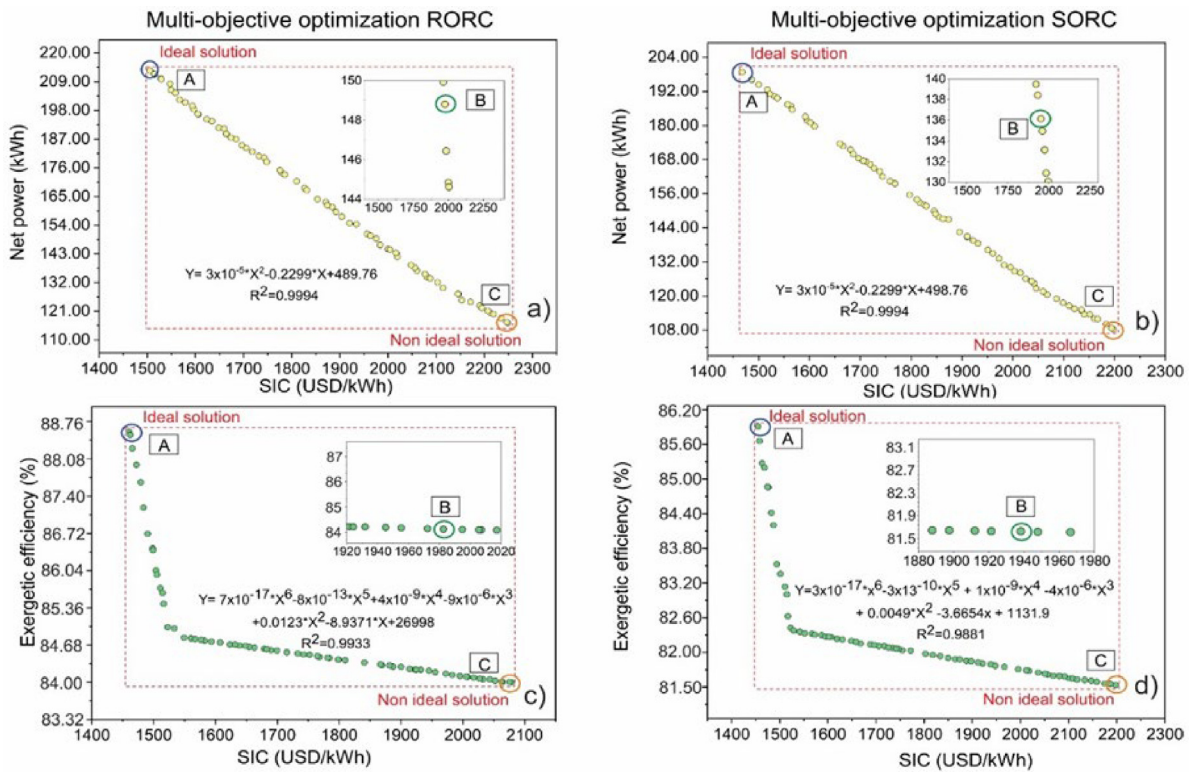 Multi-objective optimization RORC
Multi-objective optimization SORC
Net power (kWh)
220.00
209.00
198.00
187.00
176.00
165.00
154.00
143.00
132.00
121.00
110.00
Ideal solution
A
150
148
146
144
B
1500 1750 2000 2250
Y= 3x10-5*X2-0.2299*X+489.76
R2=0.9994
C
a)
Non ideal solution
1400 1500 1600 1700 1800 1900 2000 2100 2200 2300
SIC (USD/kWh)
Net power (kWh)
204.00
192.00
180.00
168.00
156.00
144.00
132.00
120.00
108.00
Ideal solution
A
140
139
138
137
136
135
134
133
131
130
B
1500 1750 2000 2250
Y= 3x10-5*X2-0.2299*X+498.76
R2=0.9994
C
b)
Non ideal solution
1400 1500 1600 1700 1800 1900 2000 2100 2200 2300
SIC (USD/kWh)
Exergetic efficiency (%)
88.76
88.08
87.40
86.72
86.04
85.36
84.68
84.00
83.32
Ideal solution
A
87
86
85
84
B
1920 1940 1960 1980 2000 2020
Y= 7x10-17*X6-8x10-13*X5+4x10-9*X4-9x10-6*X3
+0.0123*X2-8.9371*X+26998
R2=0.9933
C
c)
Non ideal solution
1400 1500 1600 1700 1800 1900 2000 2100
SIC (USD/kWh)
Exergetic efficiency (%)
86.20
85.60
85.00
84.40
83.80
83.20
82.60
82.00
81.50
Ideal solution
A
83.1
82.7
82.3
81.9
81.5
B
1880 1900 1920 1940 1960 1980
Y=3x10-17*X6-3x13-10*X5 + 1x10-9*X4 -4x10-6*X3
+ 0.0049*X2 -3.6654x + 1131.9
R2=0.9881
C
d)
Non ideal solution
1400 1500 1600 1700 1800 1900 2000 2100 2200
SIC (USD/kWh)